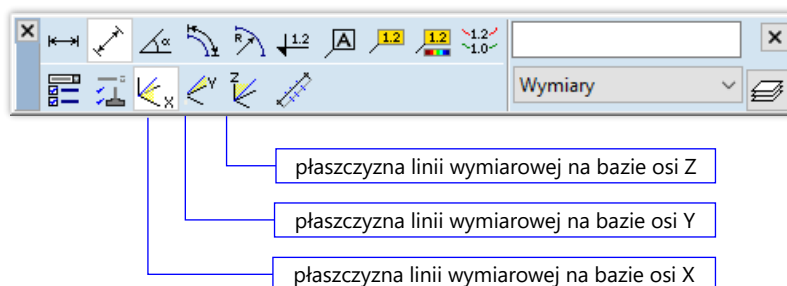 α R 1.2 A 1.2 1.2 1.2
1.0
X Y Z Wymiary
płaszczyzna linii wymiarowej na bazie osi Z
płaszczyzna linii wymiarowej na bazie osi Y
płaszczyzna linii wymiarowej na bazie osi X